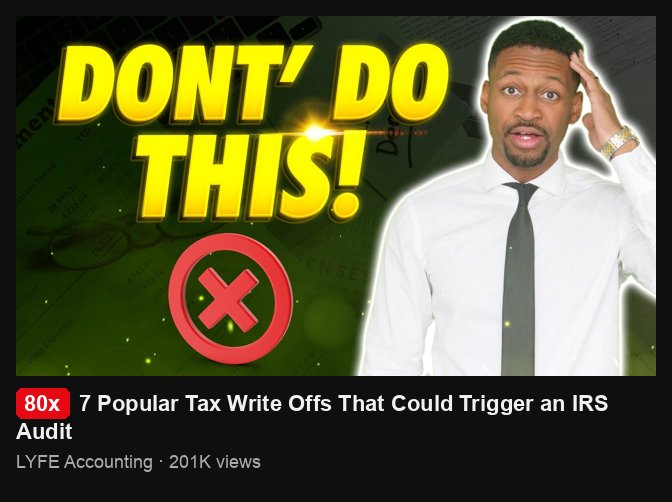 DONT' DO
THIS!
80x 7 Popular Tax Write Offs That Could Trigger an IRS
Audit
LYFE Accounting · 201K views